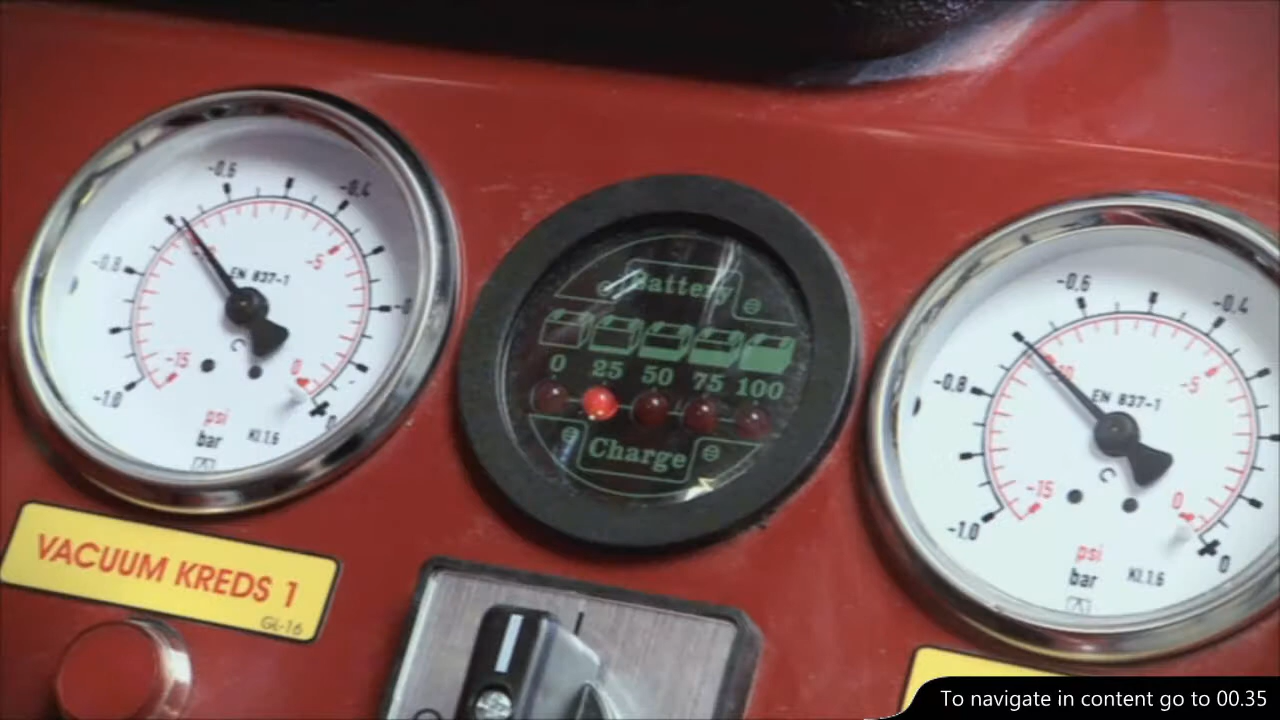 -0.6
-0.4
-0.8
-5
EN 837-1
-15
0
-1.0
psi
bar
Kl.1.6
VACUUM KREDS 1
GL-16
Battery
0 25 50 75 100
Charge
-0.6
-0.4
-0.8
-5
EN 837-1
-15
0
-1.0
0
psi
bar
Kl.1.6
To navigate in content go to 00.35